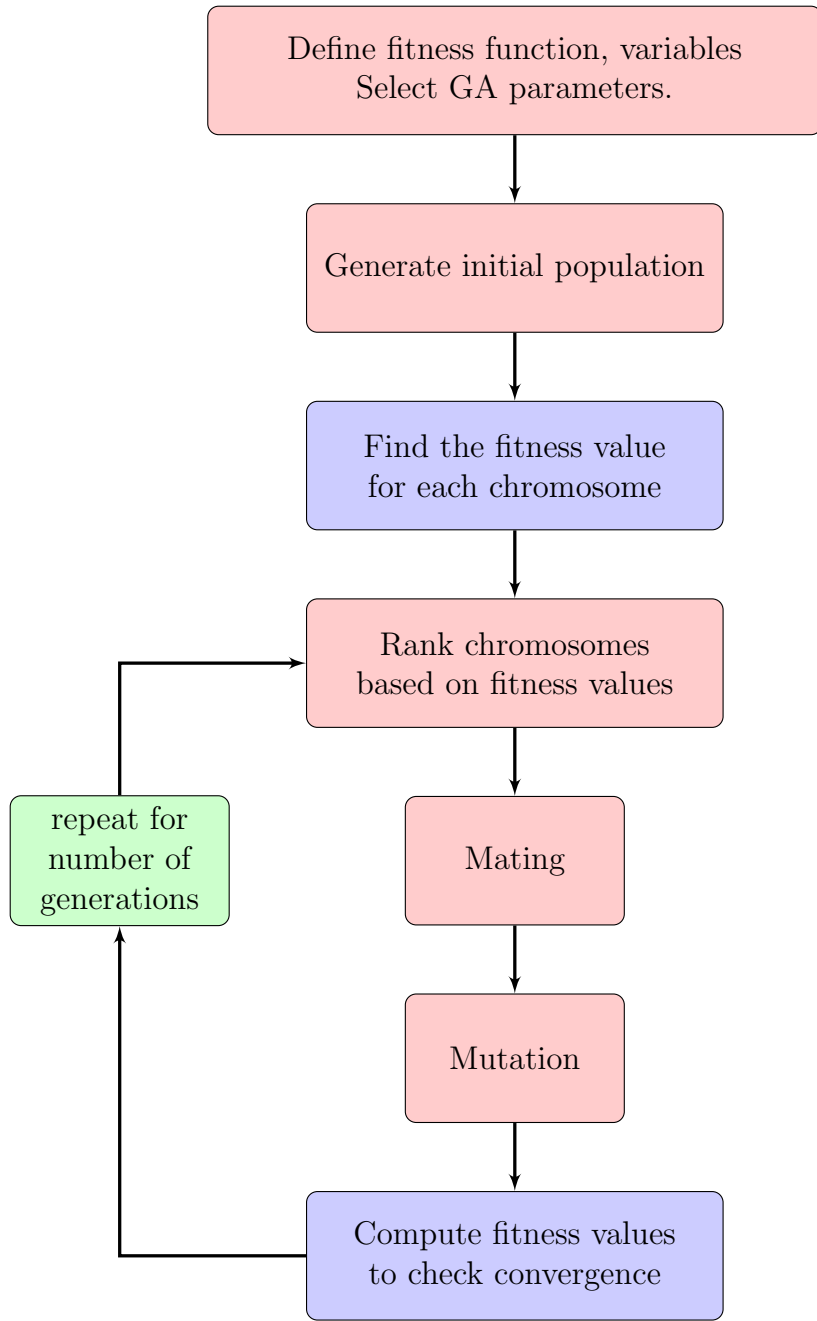 Define fitness function, variables
Select GA parameters.
Generate initial population
Find the fitness value
for each chromosome
Rank chromosomes
based on fitness values
repeat for
number of
generations
Mating
Mutation
Compute fitness values
to check convergence